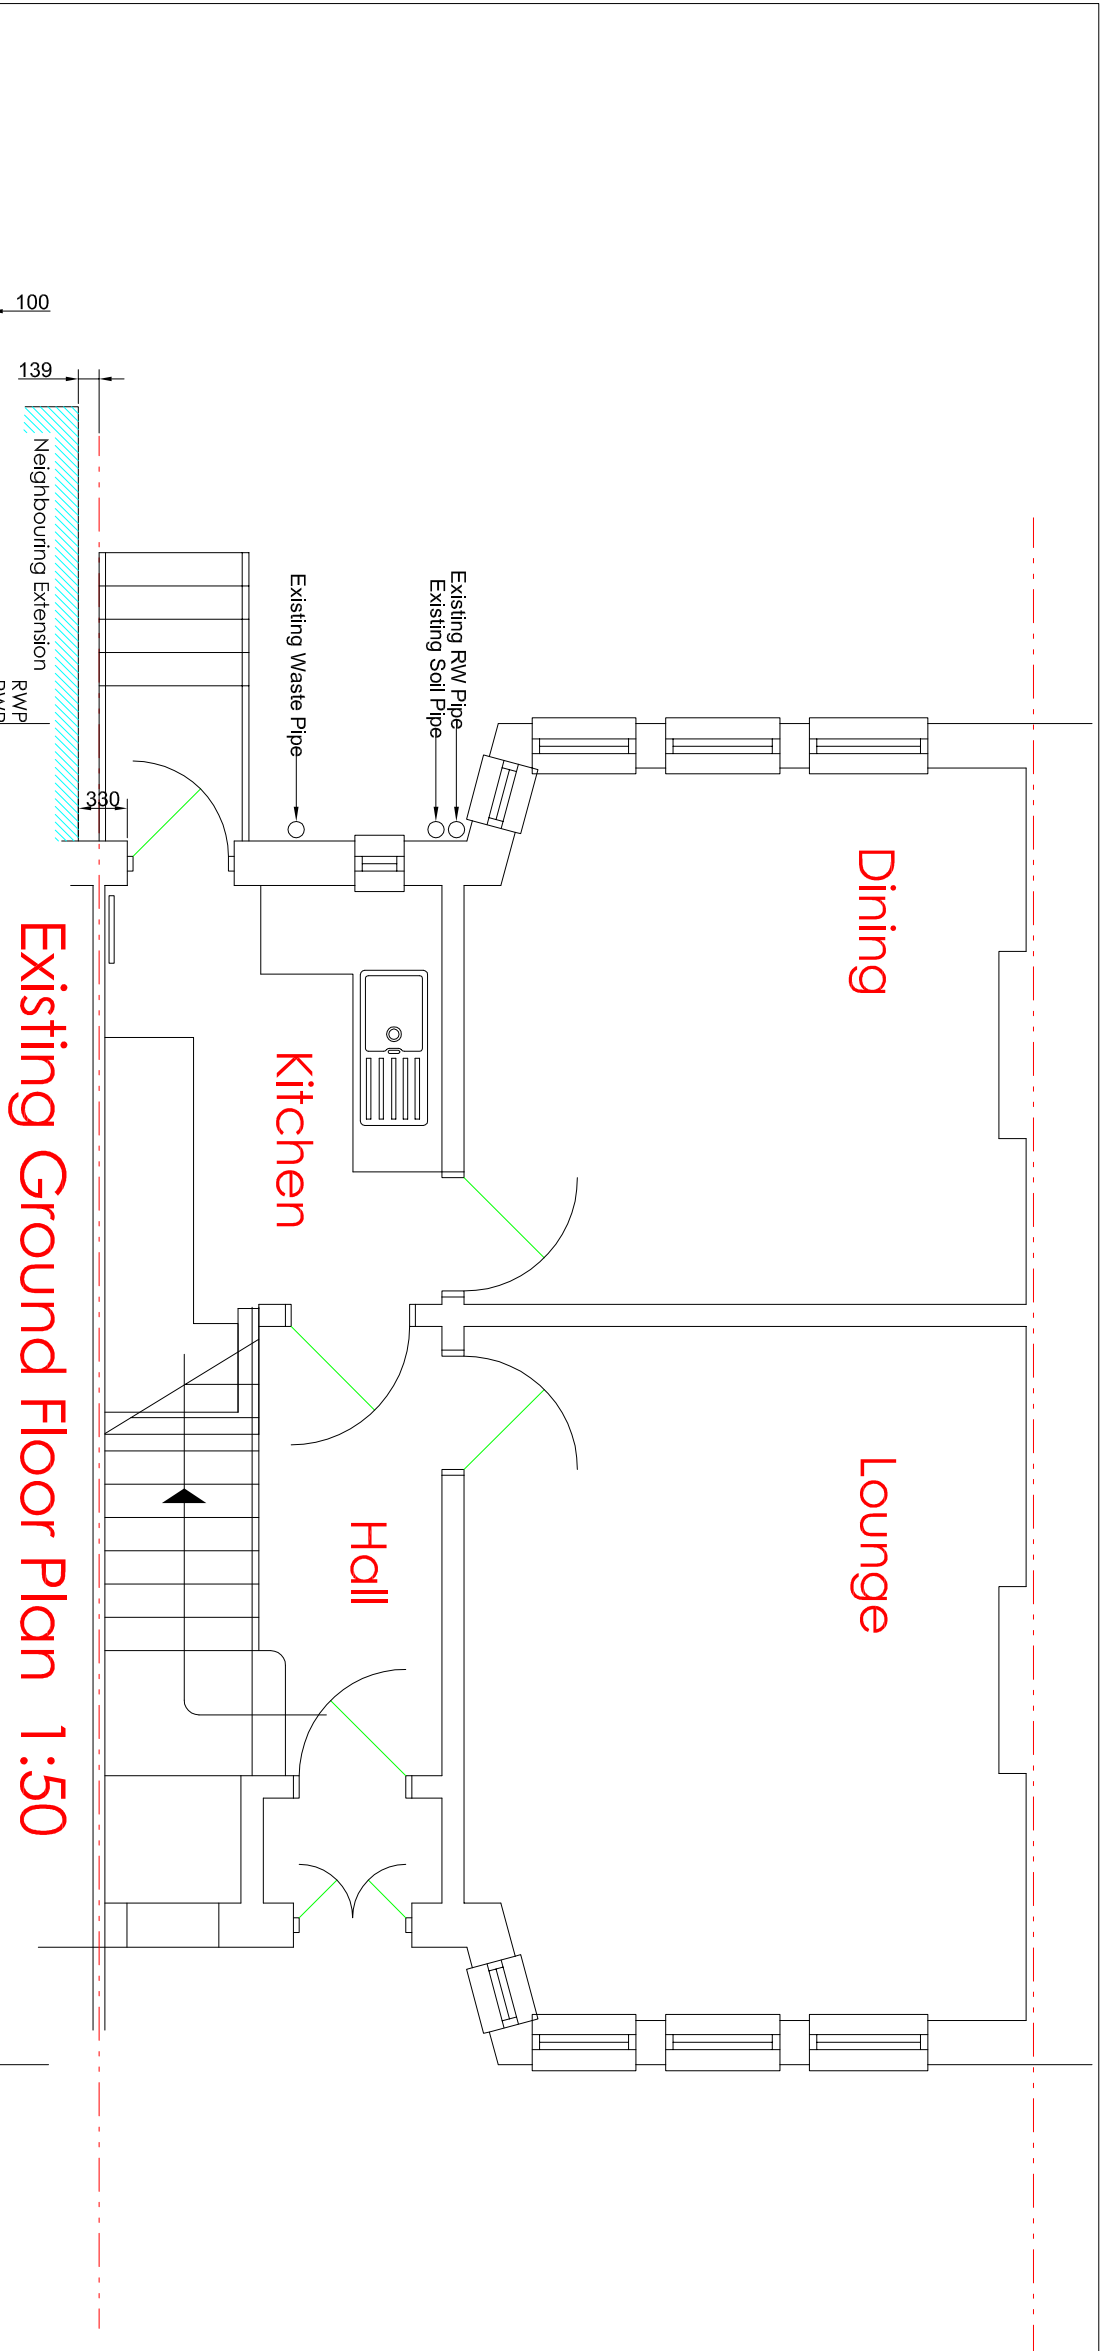 Dining
Lounge
Existing RW Pipe
Existing Soil Pipe
Hall
Existing Waste Pipe
Kitchen
330
139
100
Neighbouring Extension
Existing Ground Floor Plan 1:50
RWP
RWP